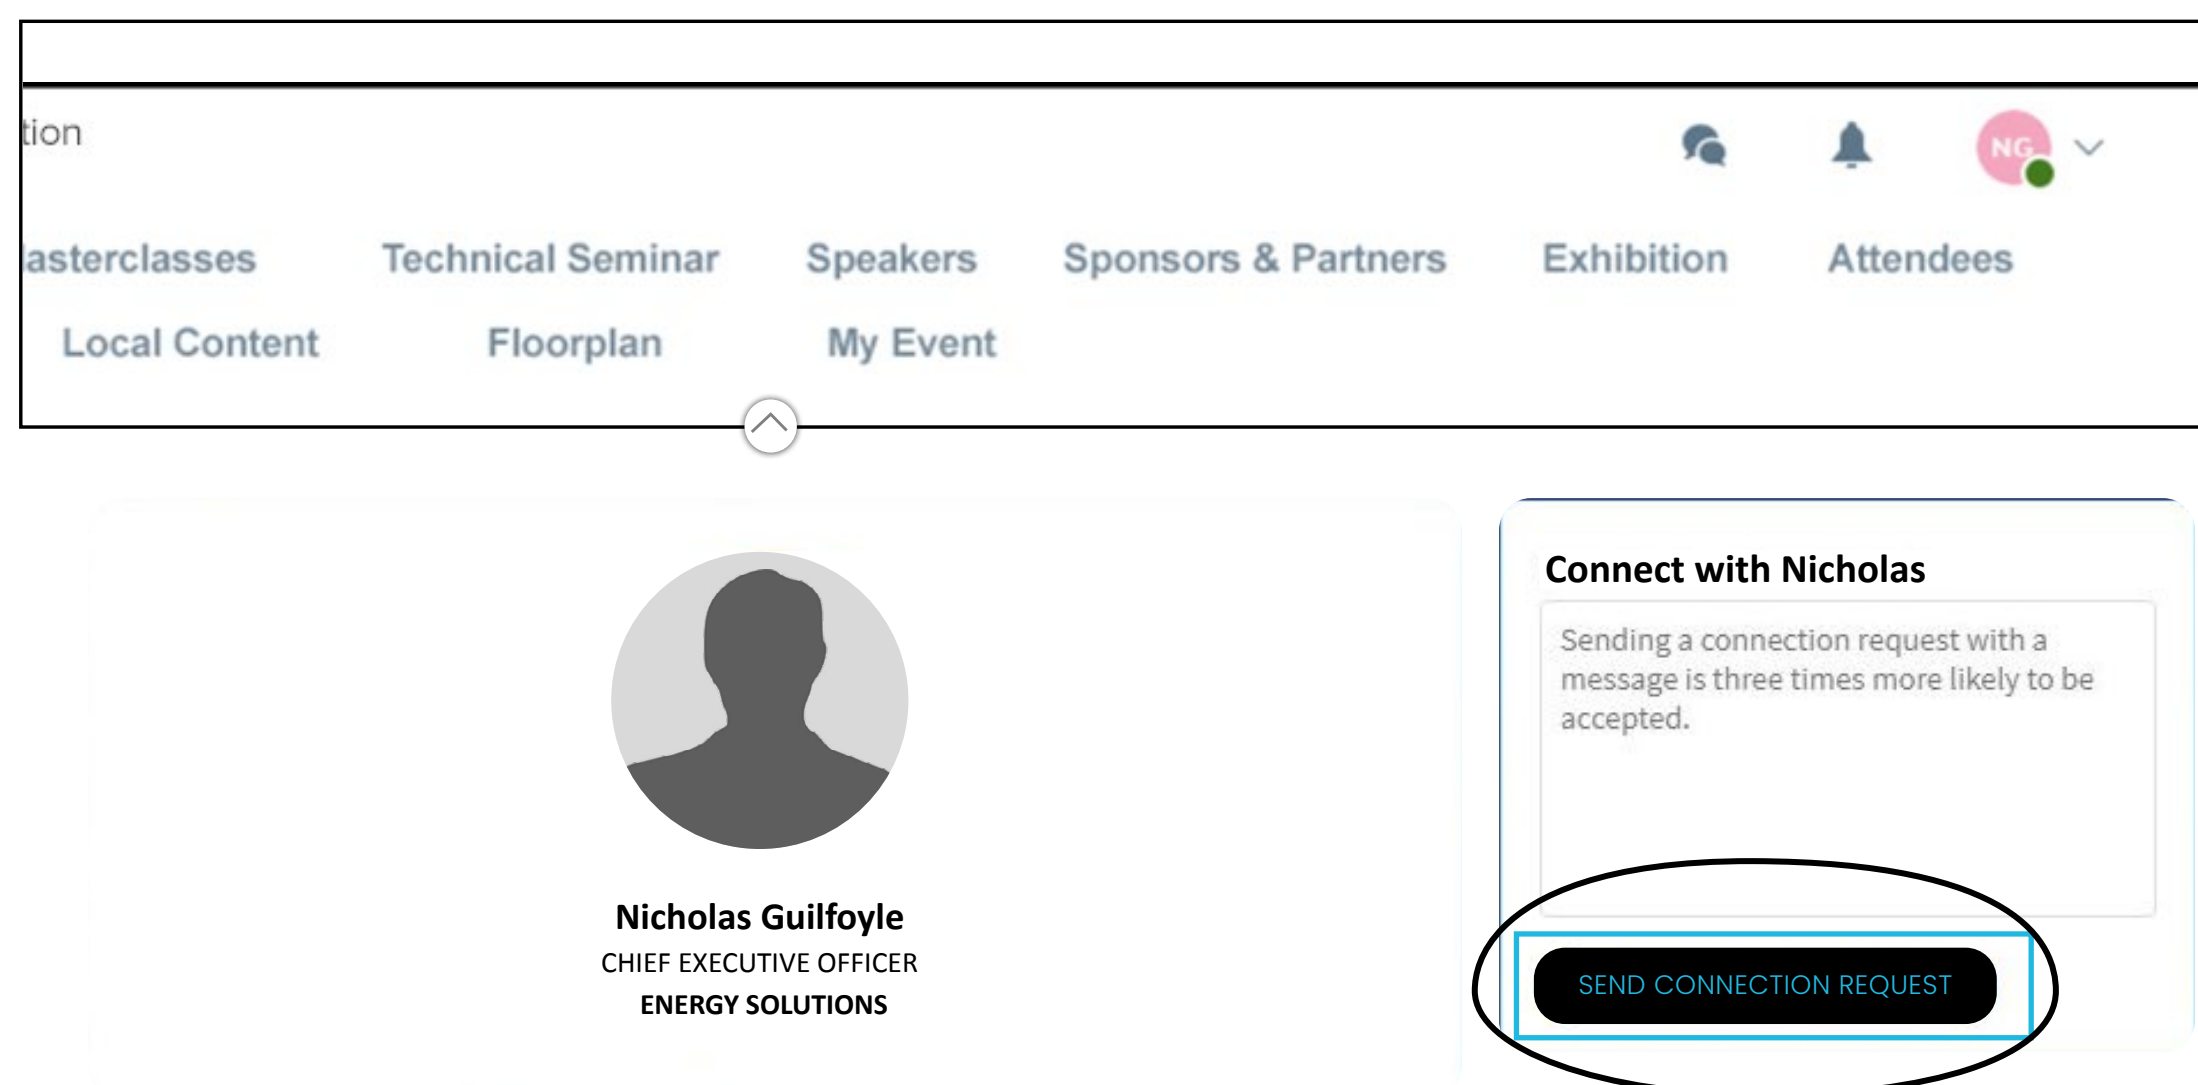 tion
NG
lasterclasses Technical Seminar Speakers Sponsors & Partners Exhibition Attendees
Local Content Floorplan My Event
Connect with Nicholas
Sending a connection request with a
message is three times more likely to be
accepted.
SEND CONNECTION REQUEST
Nicholas Guilfoyle
CHIEF EXECUTIVE OFFICER
ENERGY SOLUTIONS